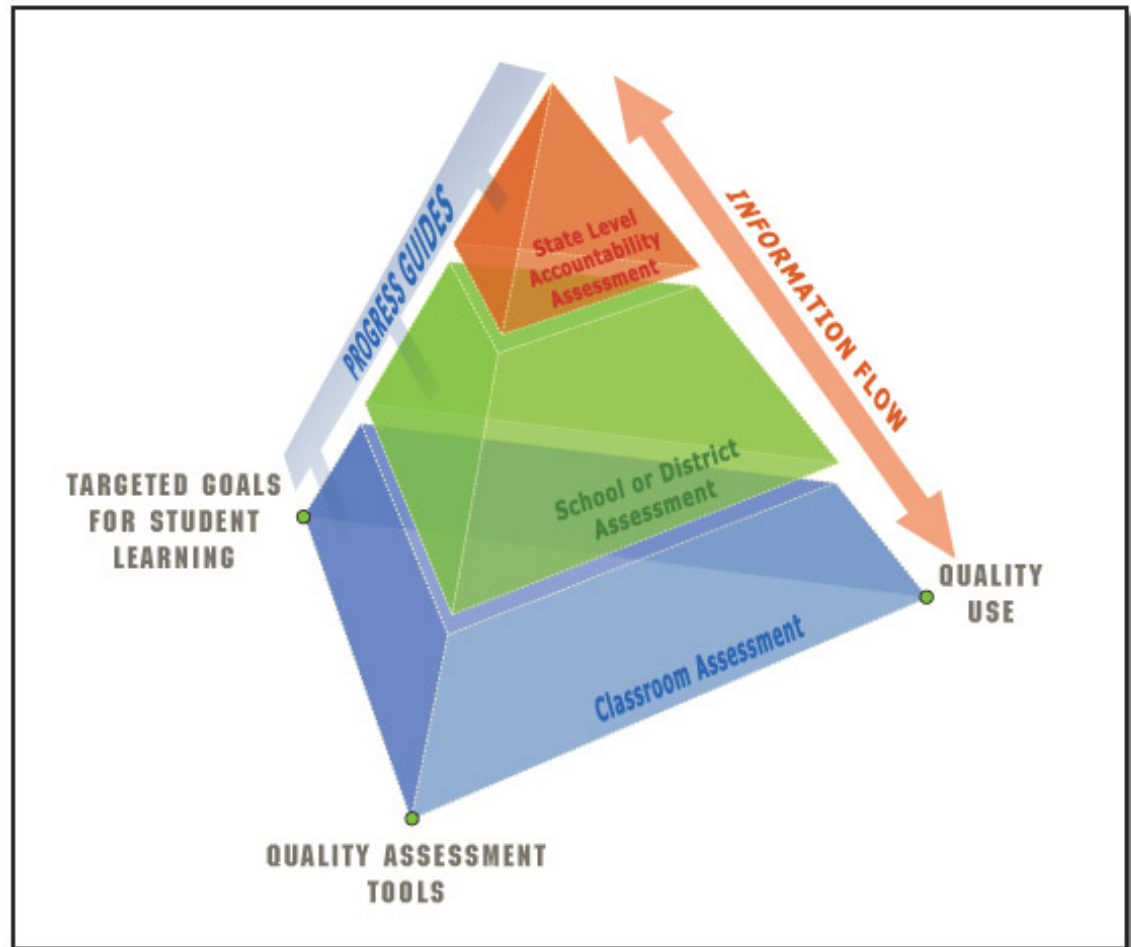 PROGRESS GUIDES
INFORMATION FLOW
State Level
Accountability
Assessment
School or District
Assessment
TARGETED GOALS
FOR STUDENT
LEARNING
QUALITY
USE
Classroom Assessment
QUALITY ASSESSMENT
TOOLS